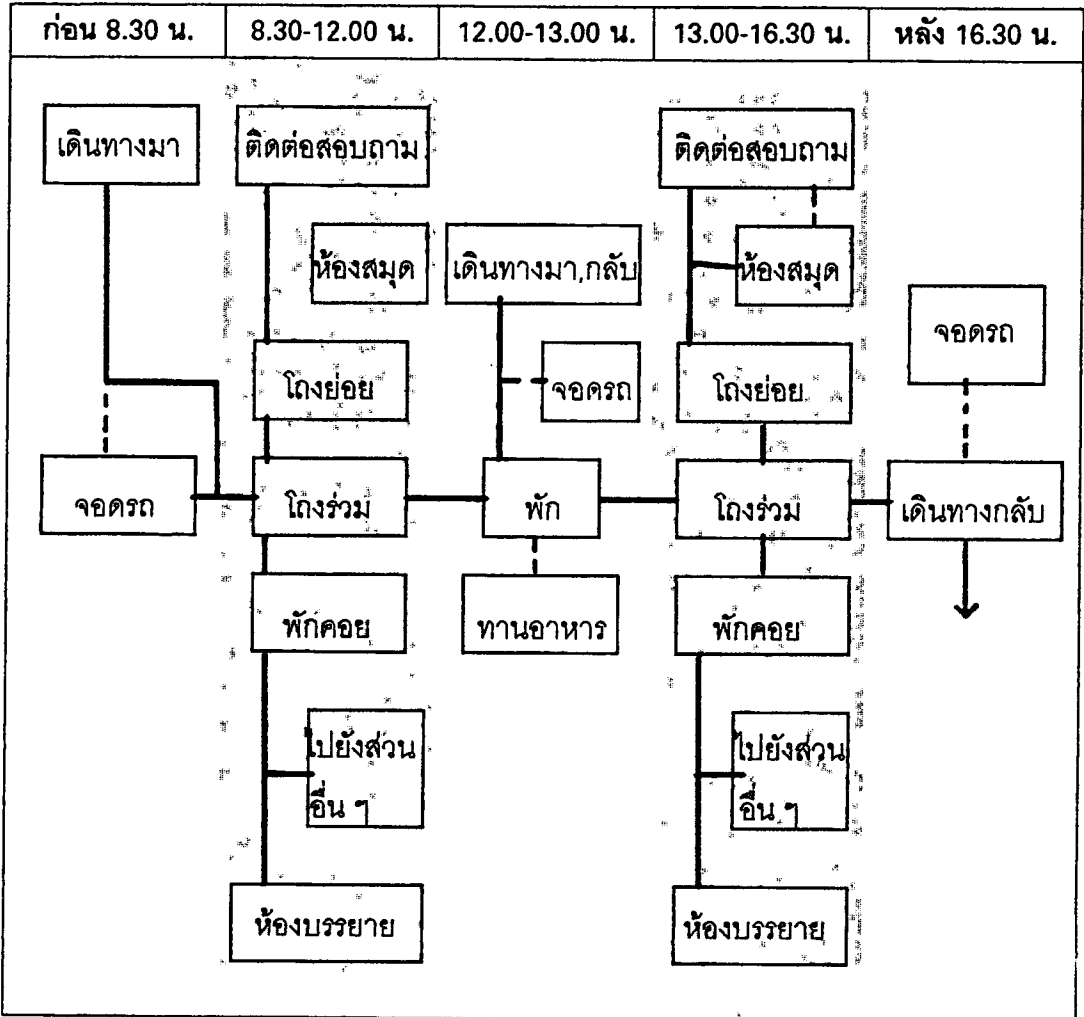 ก่อน 8.30 น.
8.30-12.00 น.
12.00-13.00 น.
13.00-16.30 น.
หลัง 16.30 น.
เดินทางมา
จอดรถ
ติดต่อสอบถาม
ห้องสมุด
โถงย่อย
โถงร่วม
พักคอย
ไปยังส่วน
อื่น ๆ
ห้องบรรยาย
เดินทางมา,กลับ
จอดรถ
พัก
ทานอาหาร
ติดต่อสอบถาม
ห้องสมุด
โถงย่อย
โถงร่วม
พักคอย
ไปยังส่วน
อื่น ๆ
ห้องบรรยาย
จอดรถ
เดินทางกลับ